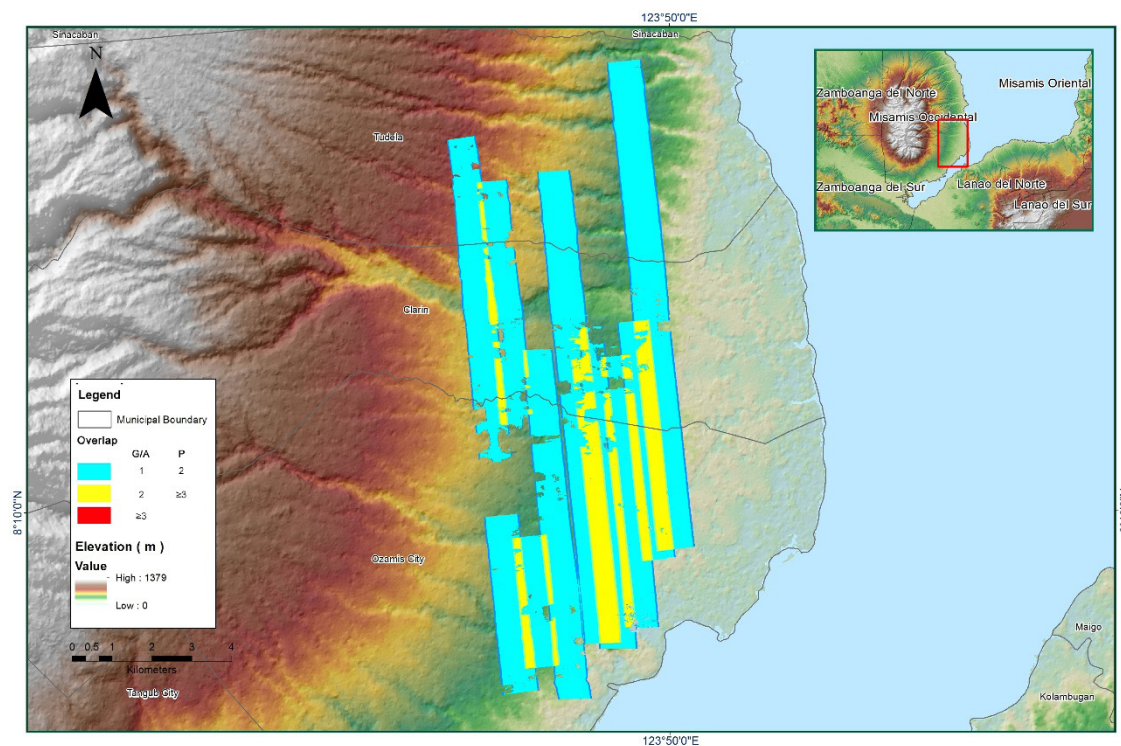 123°50'0"E
Sinacaban
Sinacaban
N
Misamis Oriental
Zamboanga del Norte
Misamis Occidental
Tudela
Zamboanga del Sur
Lanao del Norte
Lanao del Sur
Clarin
Legend
Municipal Boundary
Overlap
G/A P
1 2
2 ≥3
≥3
8°10'0"N
Elevation ( m )
Value
High : 1379
Low : 0
Ozamis City
0 0.5 1 2 3 4
Kilometers
Tangub City
Maigo
Kolambugan
123°50'0"E